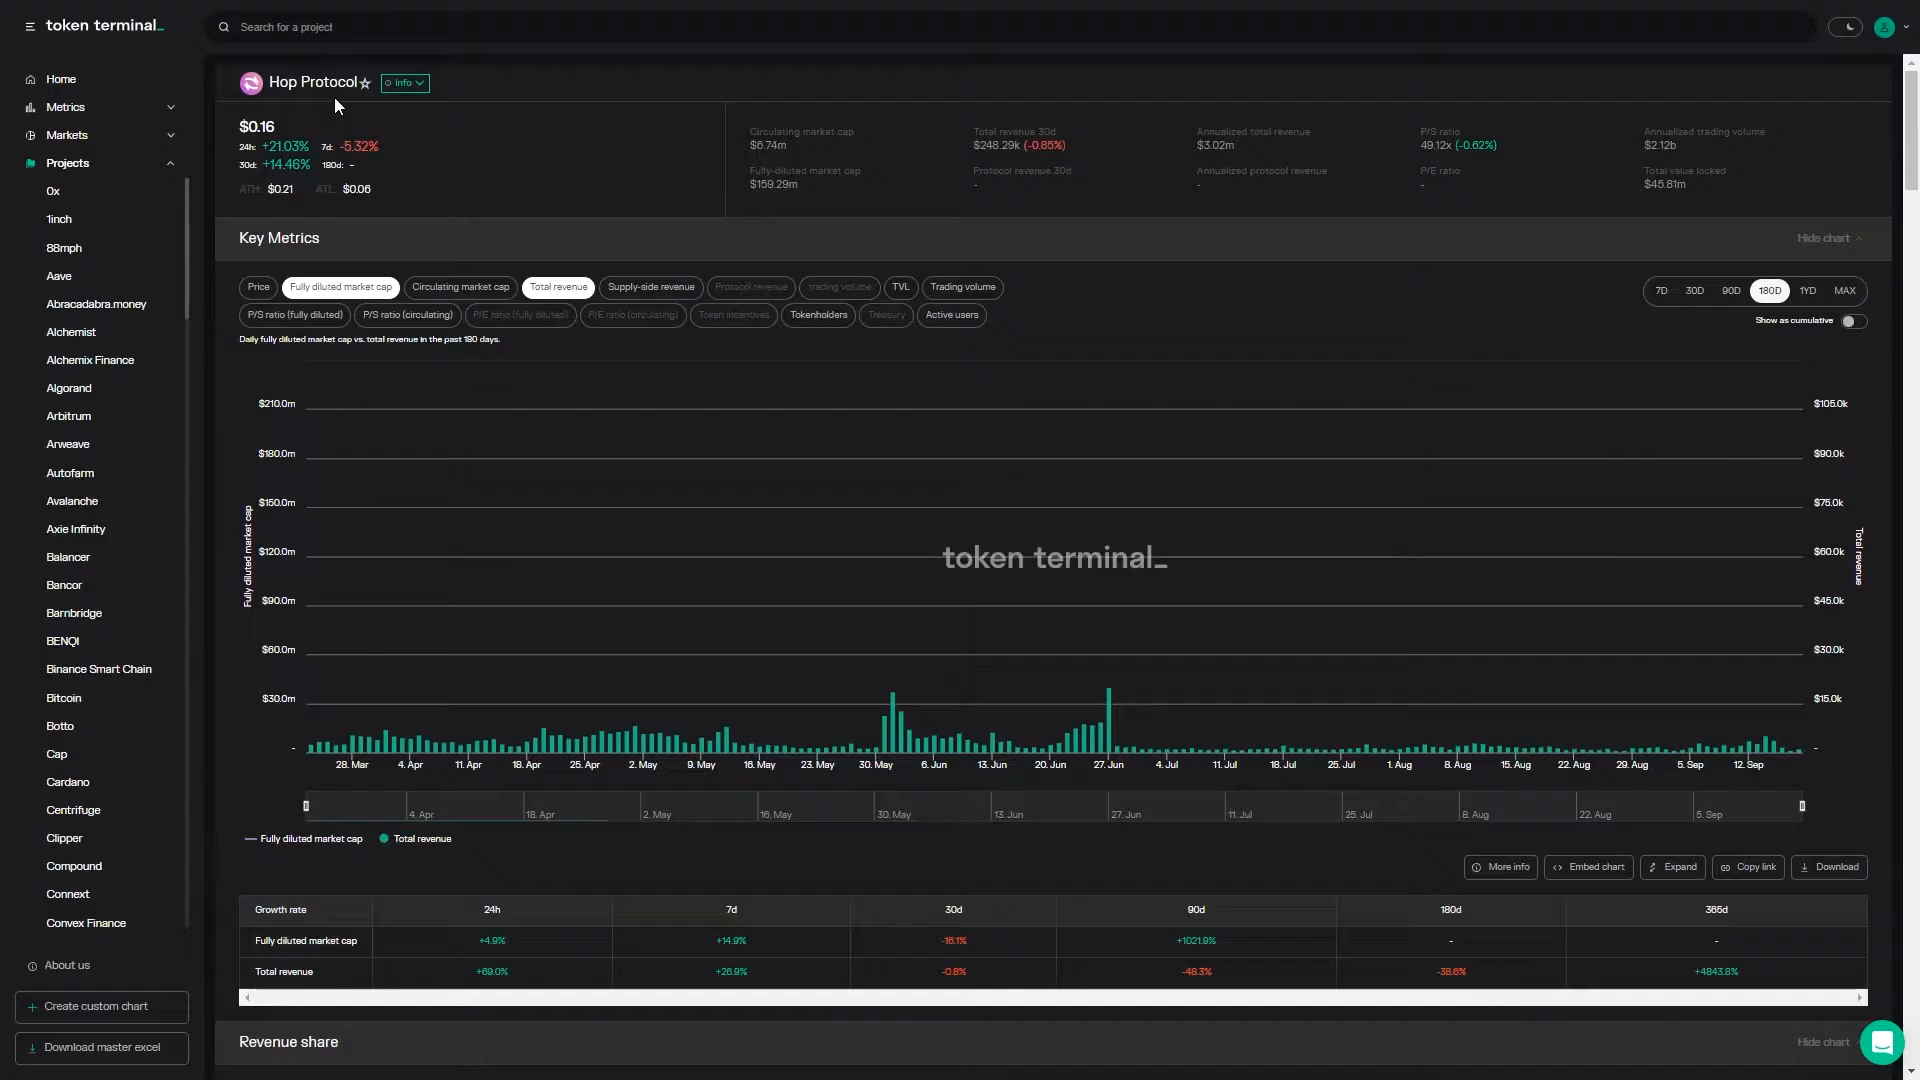 token terminal_
Search for a project
Home
Metrics
Markets
Projects
0x
1inch
88mph
Aave
Abracadabra.money
Alchemist
Alchemix Finance
Algorand
Arbitrum
Arweave
Autofarm
Avalanche
Axie Infinity
Balancer
Bancor
Barnbridge
BENQI
Binance Smart Chain
Bitcoin
Botto
Cap
Cardano
Centrifuge
Clipper
Compound
Connext
Convex Finance
About us
Create custom chart
Download master excel
Hop Protocol Info
$0.16
24h: +21.03% 7d: -5.32%
30d: +14.46% 180d: -
ATH: $0.21 ATL: $0.06
Circulating market cap
$6.74m
Fully-diluted market cap
$159.29m
Total revenue 30d
$248.29k (-0.85%)
Protocol revenue 30d
-
Annualized total revenue
$3.02m
Annualized protocol revenue
-
P/S ratio
49.12x (-0.62%)
P/E ratio
-
Annualized trading volume
$2.12b
Total value locked
$45.81m
Key Metrics Hide chart
Price Fully diluted market cap Circulating market cap Total revenue Supply-side revenue Protocol revenue trading volume TVL Trading volume
P/S ratio (fully diluted) P/S ratio (circulating) P/E ratio (fully diluted) P/E ratio (circulating) Token incentives Tokenholders Treasury Active users
7D 30D 90D 180D 1YD MAX
Show as cumulative
Daily fully diluted market cap vs. total revenue in the past 180 days.
$210.0m $105.0k
$180.0m $90.0k
$150.0m $75.0k
$120.0m $60.0k
$90.0m $45.0k
$60.0m $30.0k
$30.0m $15.0k
- -
Fully diluted market cap
Total revenue
token terminal_
28. Mar 4. Apr 11. Apr 18. Apr 25. Apr 2. May 9. May 16. May 23. May 30. May 6. Jun 13. Jun 20. Jun 27. Jun 4. Jul 11. Jul 18. Jul 25. Jul 1. Aug 8. Aug 15. Aug 22. Aug 29. Aug 5. Sep 12. Sep
4. Apr 18. Apr 2. May 16. May 30. May 13. Jun 27. Jun 11. Jul 25. Jul 8. Aug 22. Aug 5. Sep
Fully diluted market cap Total revenue
More info Embed chart Expand Copy link Download
Growth rate 24h 7d 30d 90d 180d 365d
Fully diluted market cap +4.9% +14.9% -16.1% +1021.9% - -
Total revenue +69.0% +26.9% -0.8% -48.3% -38.6% +4843.8%
Revenue share Hide chart